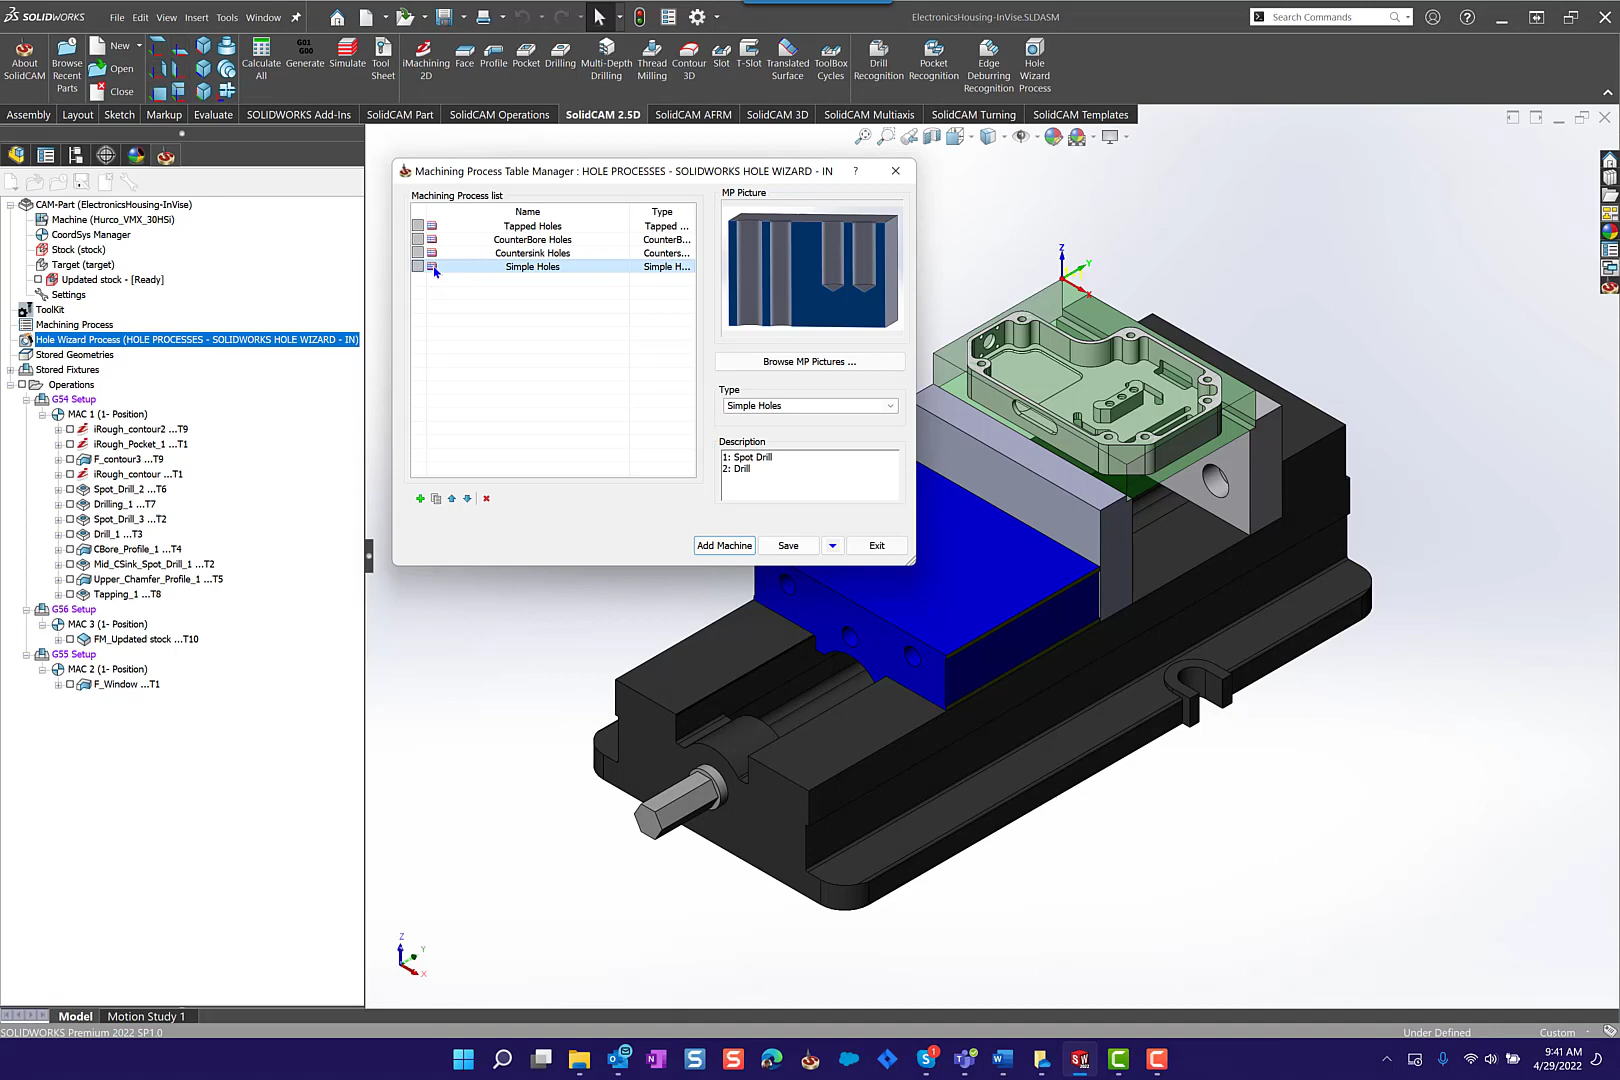 SOLIDWORKS File Edit View Insert Tools Window ElectronicsHousing-InVise.SLDASM Search Commands
About SolidCAM
Browse Recent Parts
New
Open
Close
Calculate All
G01 G00
Generate
Simulate
Tool Sheet
iMachining 2D
Face
Profile
Pocket
Drilling
Multi-Depth Drilling
Thread Milling
Contour 3D
Slot
T-Slot
Translated Surface
ToolBox Cycles
Drill Recognition
Pocket Recognition
Edge Deburring Recognition
Hole Wizard Process
Assembly Layout Sketch Markup Evaluate SOLIDWORKS Add-Ins SolidCAM Part SolidCAM Operations SolidCAM 2.5D SolidCAM AFRM SolidCAM 3D SolidCAM Multiaxis SolidCAM Turning SolidCAM Templates
CAM-Part (ElectronicsHousing-InVise)
Machine (Hurco_VMX_30HSi)
CoordSys Manager
Stock (stock)
Target (target)
Updated stock - [Ready]
Settings
ToolKit
Machining Process
Hole Wizard Process (HOLE PROCESSES - SOLIDWORKS HOLE WIZARD - IN)
Stored Geometries
Stored Fixtures
Operations
G54 Setup
MAC 1 (1- Position)
iRough_contour2 ...T9
iRough_Pocket_1 ...T1
F_contour3 ...T9
iRough_contour ...T1
Spot_Drill_2 ...T6
Drilling_1 ...T7
Spot_Drill_3 ...T2
Drill_1 ...T3
CBore_Profile_1 ...T4
Mid_CSink_Spot_Drill_1 ...T2
Upper_Chamfer_Profile_1 ...T5
Tapping_1 ...T8
G56 Setup
MAC 3 (1- Position)
FM_Updated stock ...T10
G55 Setup
MAC 2 (1- Position)
F_Window ...T1
Machining Process Table Manager : HOLE PROCESSES - SOLIDWORKS HOLE WIZARD - IN ?
Machining Process list
Name Type
Tapped Holes Tapped ...
CounterBore Holes CounterB...
Countersink Holes Counters...
Simple Holes Simple H...
MP Picture
Browse MP Pictures ...
Type
Simple Holes
Description
1: Spot Drill
2: Drill
Add Machine Save Exit
Z
Y
X
Z
Y
X
Model Motion Study 1
SOLIDWORKS Premium 2022 SP1.0 Under Defined Custom
9:41 AM
4/29/2022